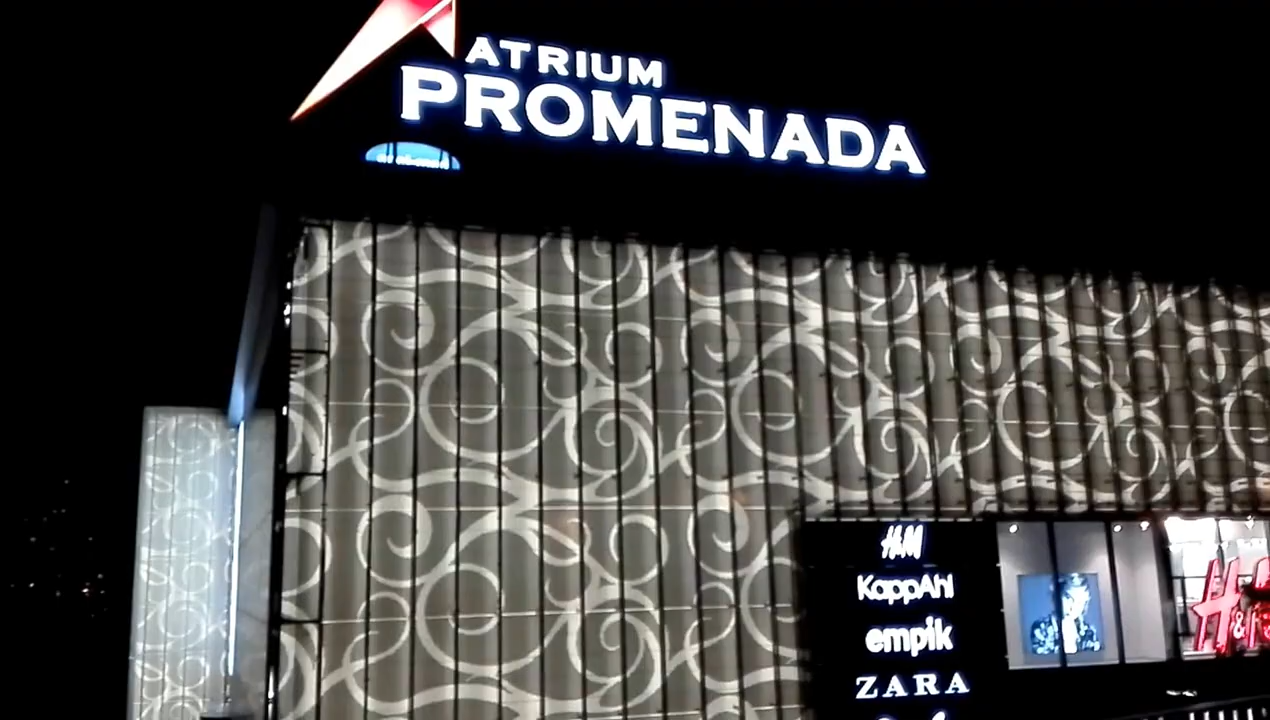 ATRIUM
PROMENADA
H&M
KappAhl
empik
ZARA
H&M